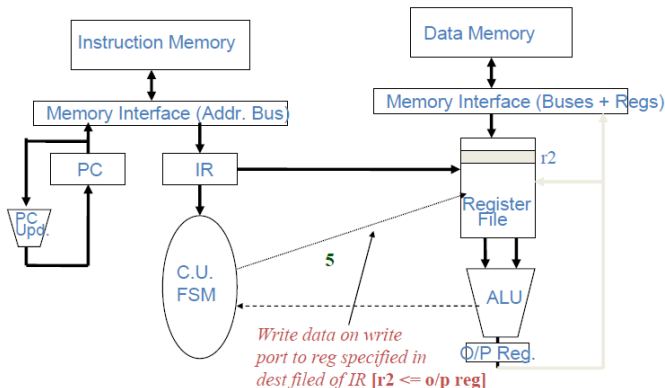 Instruction Memory
Data Memory
Memory Interface (Addr. Bus)
Memory Interface (Buses + Regs)
PC
IR
r2
PC
Upd.
Register
File
C.U.
FSM
5
ALU
Write data on write
port to reg specified in
dest filed of IR [r2 <= o/p reg]
O/P Reg.